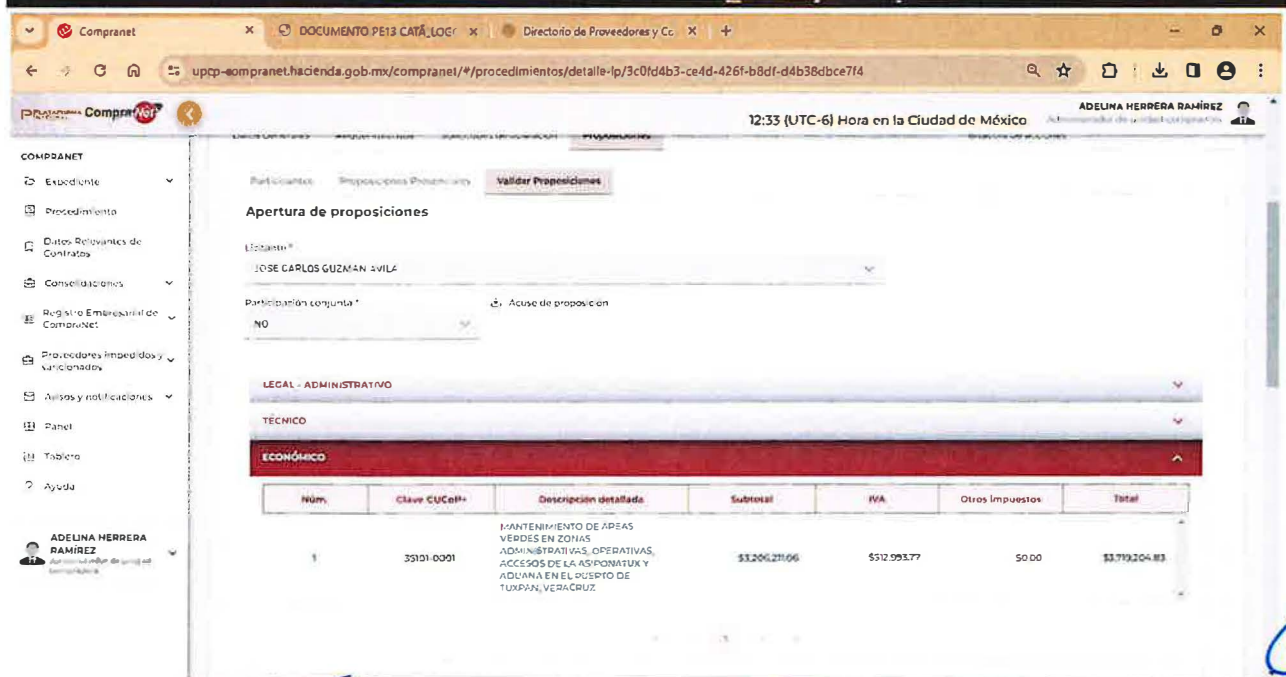 Compranet
DOCUMENTO PE13 CATÃ_LOG
Directorio de Proveedores y Co
upcp-compranet.hacienda.gob.mx/compranet/#/procedimientos/detalle-lp/3c0fd4b3-ce4d-426f-b8df-d4b38dbce7f4
CompraNet
12:33 (UTC-6) Hora en la Ciudad de México
ADELINA HERRERA RAMÍREZ
COMPRANET
Expediente
Procedimiento
Datos Relevantes de
Contratos
Consolidaciones
Registro Empresarial de
CompraNet
Proveedores impedidos y
sancionados
Avisos y notificaciones
Panel
Tablero
Ayuda
ADELINA HERRERA
RAMÍREZ
Proposiciones
Participantes
Validar Proposiciones
Apertura de proposiciones
Licitante *
JOSE CARLOS GUZMAN AVILA
Participación conjunta *
Acuse de proposición
NO
LEGAL - ADMINISTRATIVO
TÉCNICO
ECONÓMICO
Núm. Clave CUCoP+ Descripción detallada Subtotal IVA Otros Impuestos Total
MANTENIMIENTO DE AREAS
VERDES EN ZONAS
ADMINISTRATIVAS, OPERATIVAS,
ACCESOS DE LA ASIPONATUX Y
ADUANA EN EL PUERTO DE
TUXPAN, VERACRUZ
1 35101-0001 $3,206,211.06 $512,993.77 $0.00 $3,719,204.83